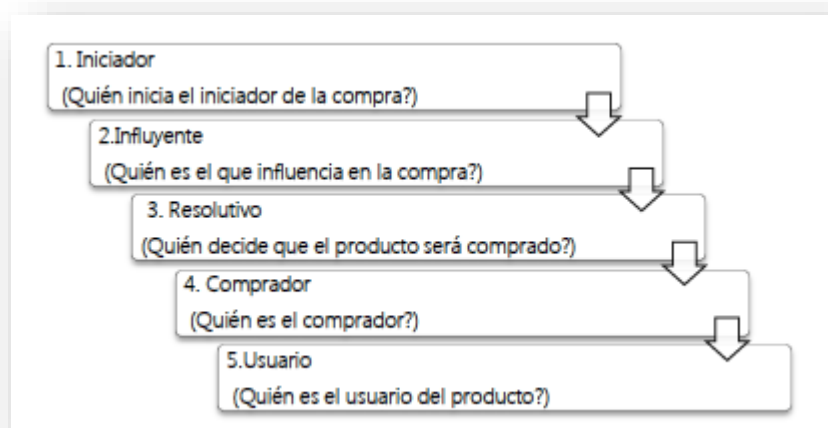 1. Iniciador
(Quién inicia el iniciador de la compra?)
2.Influyente
(Quién es el que influencia en la compra?)
3. Resolutivo
(Quién decide que el producto será comprado?)
4. Comprador
(Quién es el comprador?)
5.Usuario
(Quién es el usuario del producto?)